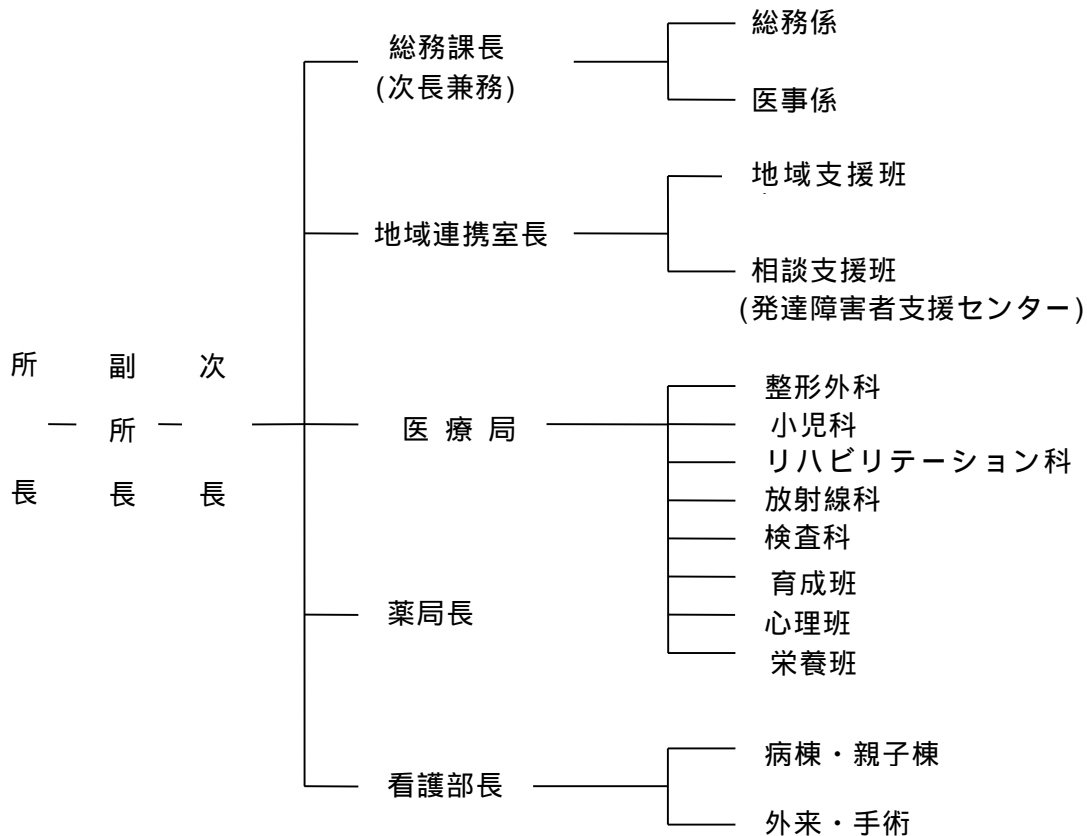 総務課長
(次長兼務)
総務係
医事係
地域連携室長
地域支援班
相談支援班
(発達障害者支援センター)
所長
副所長
次長
医療局
整形外科
小児科
リハビリテーション科
放射線科
検査科
育成班
心理班
栄養班
薬局長
看護部長
病棟・親子棟
外来・手術